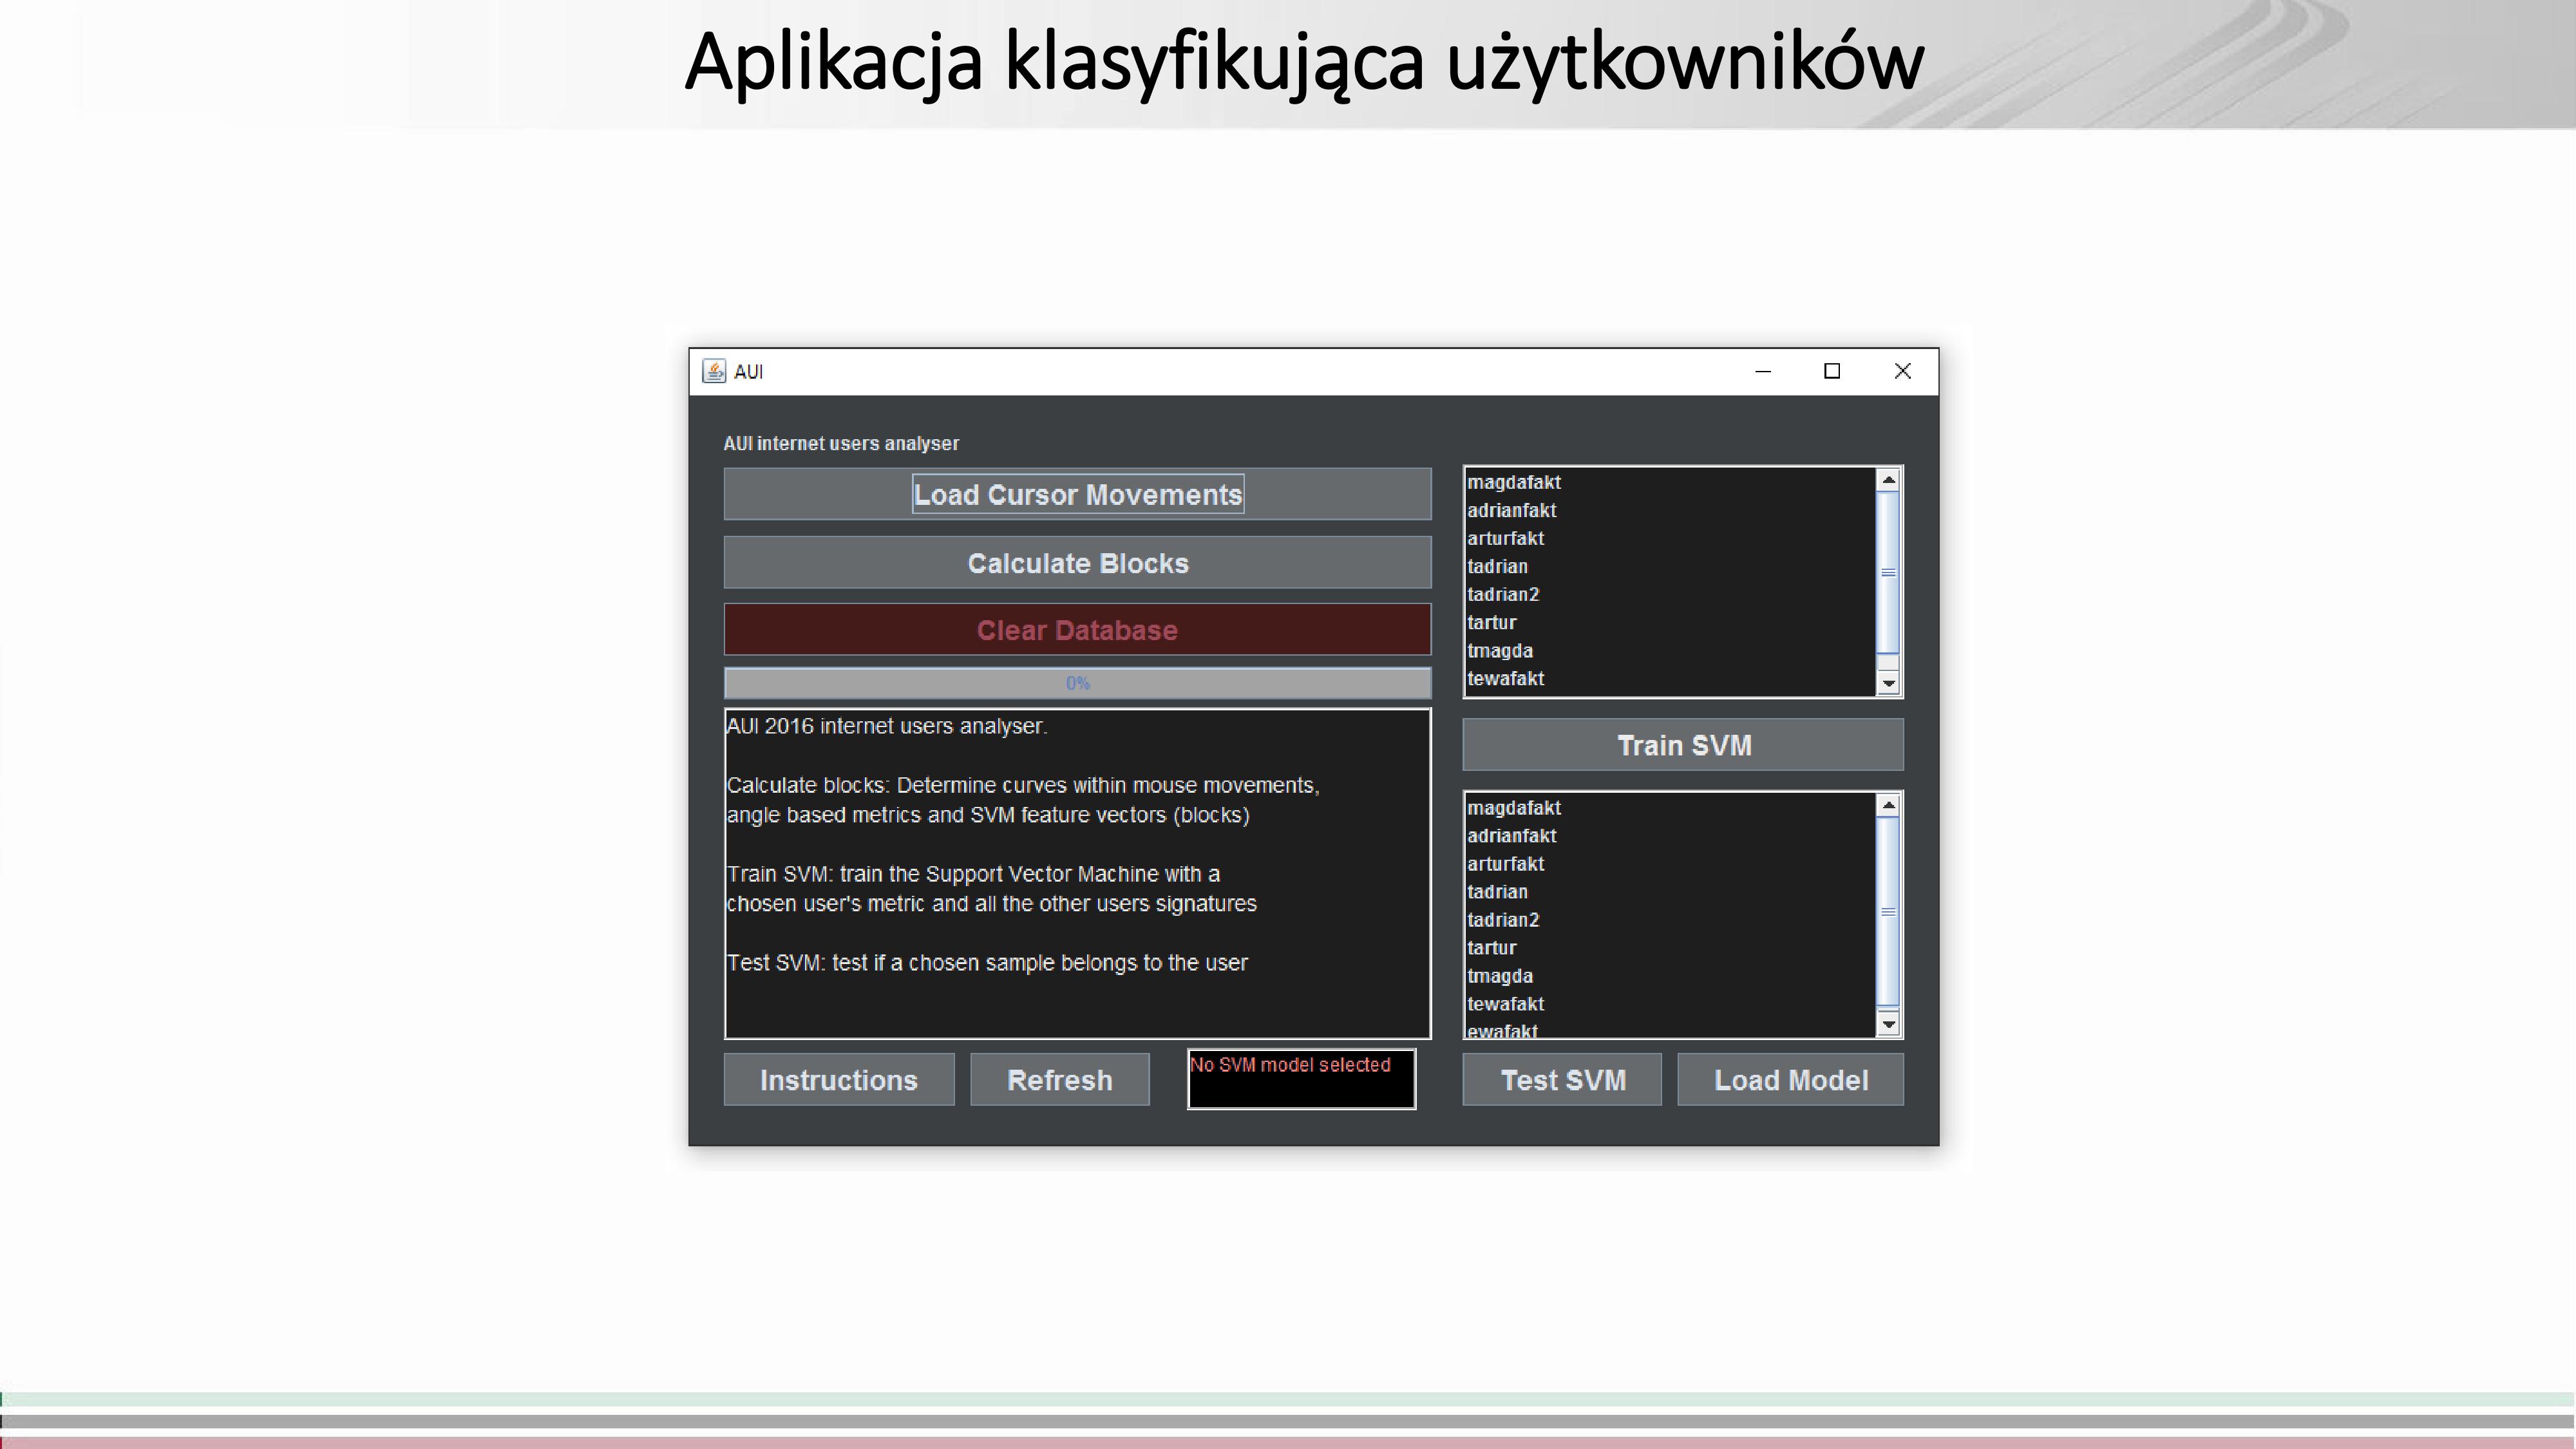 Aplikacja klasyfikująca użytkowników
AUI
AUI internet users analyser
Load Cursor Movements
Calculate Blocks
Clear Database
0%
AUI 2016 internet users analyser.
Calculate blocks: Determine curves within mouse movements,
angle based metrics and SVM feature vectors (blocks)
Train SVM: train the Support Vector Machine with a
chosen user's metric and all the other users signatures
Test SVM: test if a chosen sample belongs to the user
Instructions
Refresh
No SVM model selected
magdafakt
adrianfakt
arturfakt
tadrian
tadrian2
tartur
tmagda
tewafakt
Train SVM
magdafakt
adrianfakt
arturfakt
tadrian
tadrian2
tartur
tmagda
tewafakt
ewafakt
Test SVM
Load Model